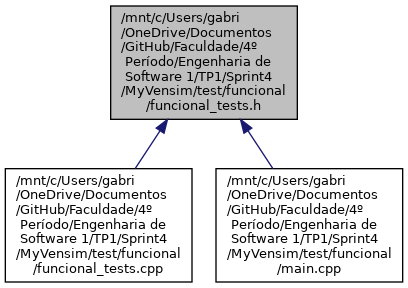 /mnt/c/Users/gabri
/OneDrive/Documentos
/GitHub/Faculdade/4º
Período/Engenharia de
Software 1/TP1/Sprint4
/MyVensim/test/funcional
/funcional_tests.h
/mnt/c/Users/gabri
/OneDrive/Documentos
/GitHub/Faculdade/4º
Período/Engenharia de
Software 1/TP1/Sprint4
/MyVensim/test/funcional
/funcional_tests.cpp
/mnt/c/Users/gabri
/OneDrive/Documentos
/GitHub/Faculdade/4º
Período/Engenharia de
Software 1/TP1/Sprint4
/MyVensim/test/funcional
/main.cpp